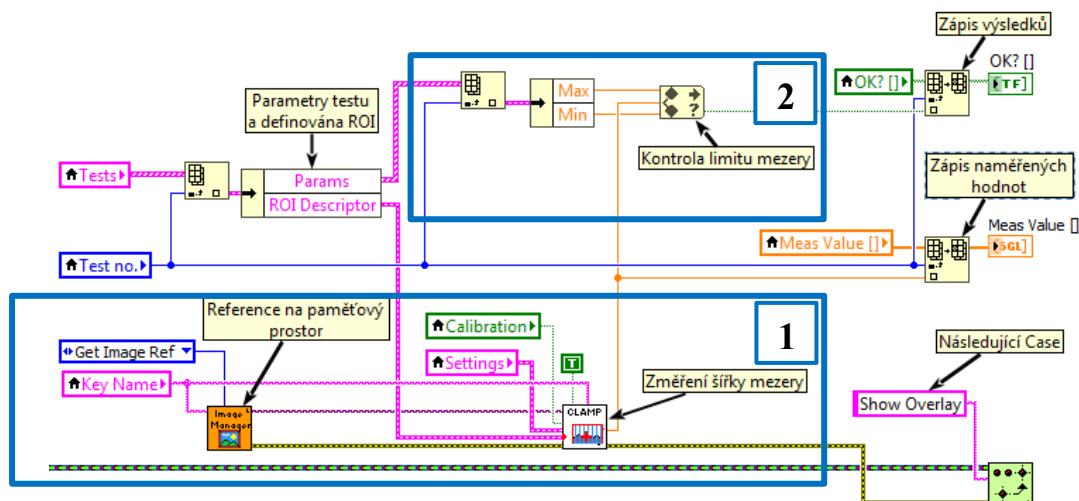 Zápis výsledků
OK? []
OK? []
TF
2
Max
Min
Parametry testu
a definována ROI
Kontrola limitu mezery
Zápis naměřených
hodnot
Tests
Params
ROI Descriptor
Meas Value []
Meas Value []
SGL
Test no.
Reference na paměťový
prostor
1
Calibration
Následující Case
Get Image Ref
Settings
T
Key Name
Změření šířky mezery
Show Overlay
Image
Manager
CLAMP